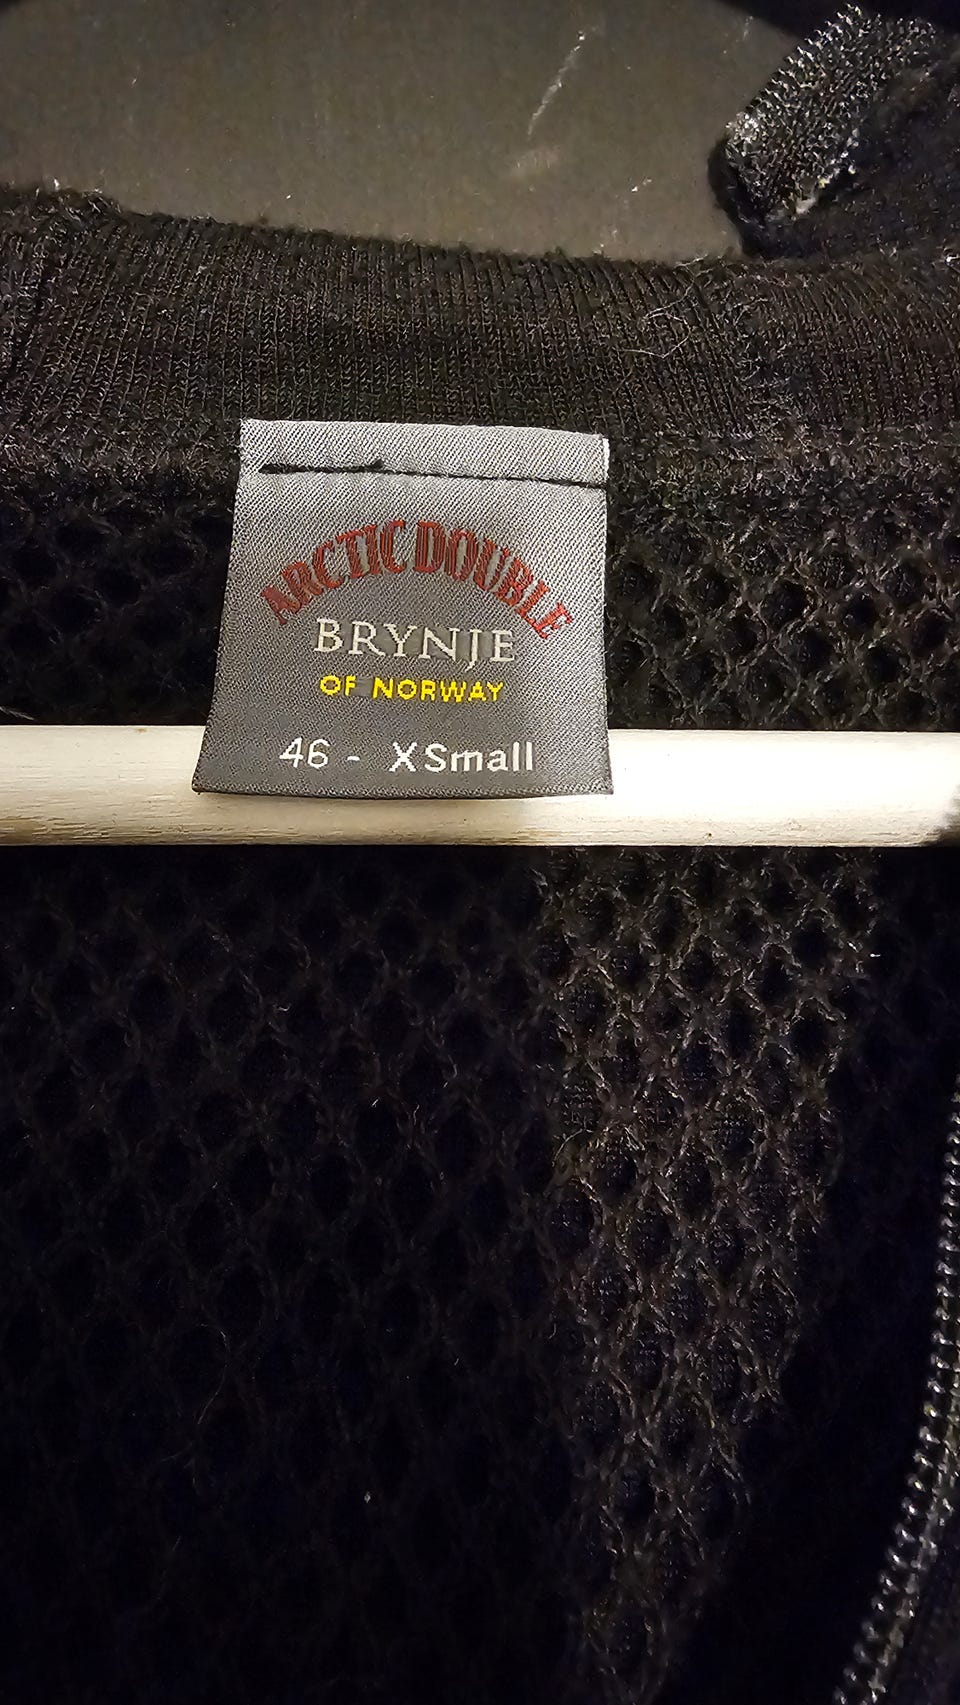 ARCTIC DOUBLE
BRYNJE
OF NORWAY
46 - XSmall